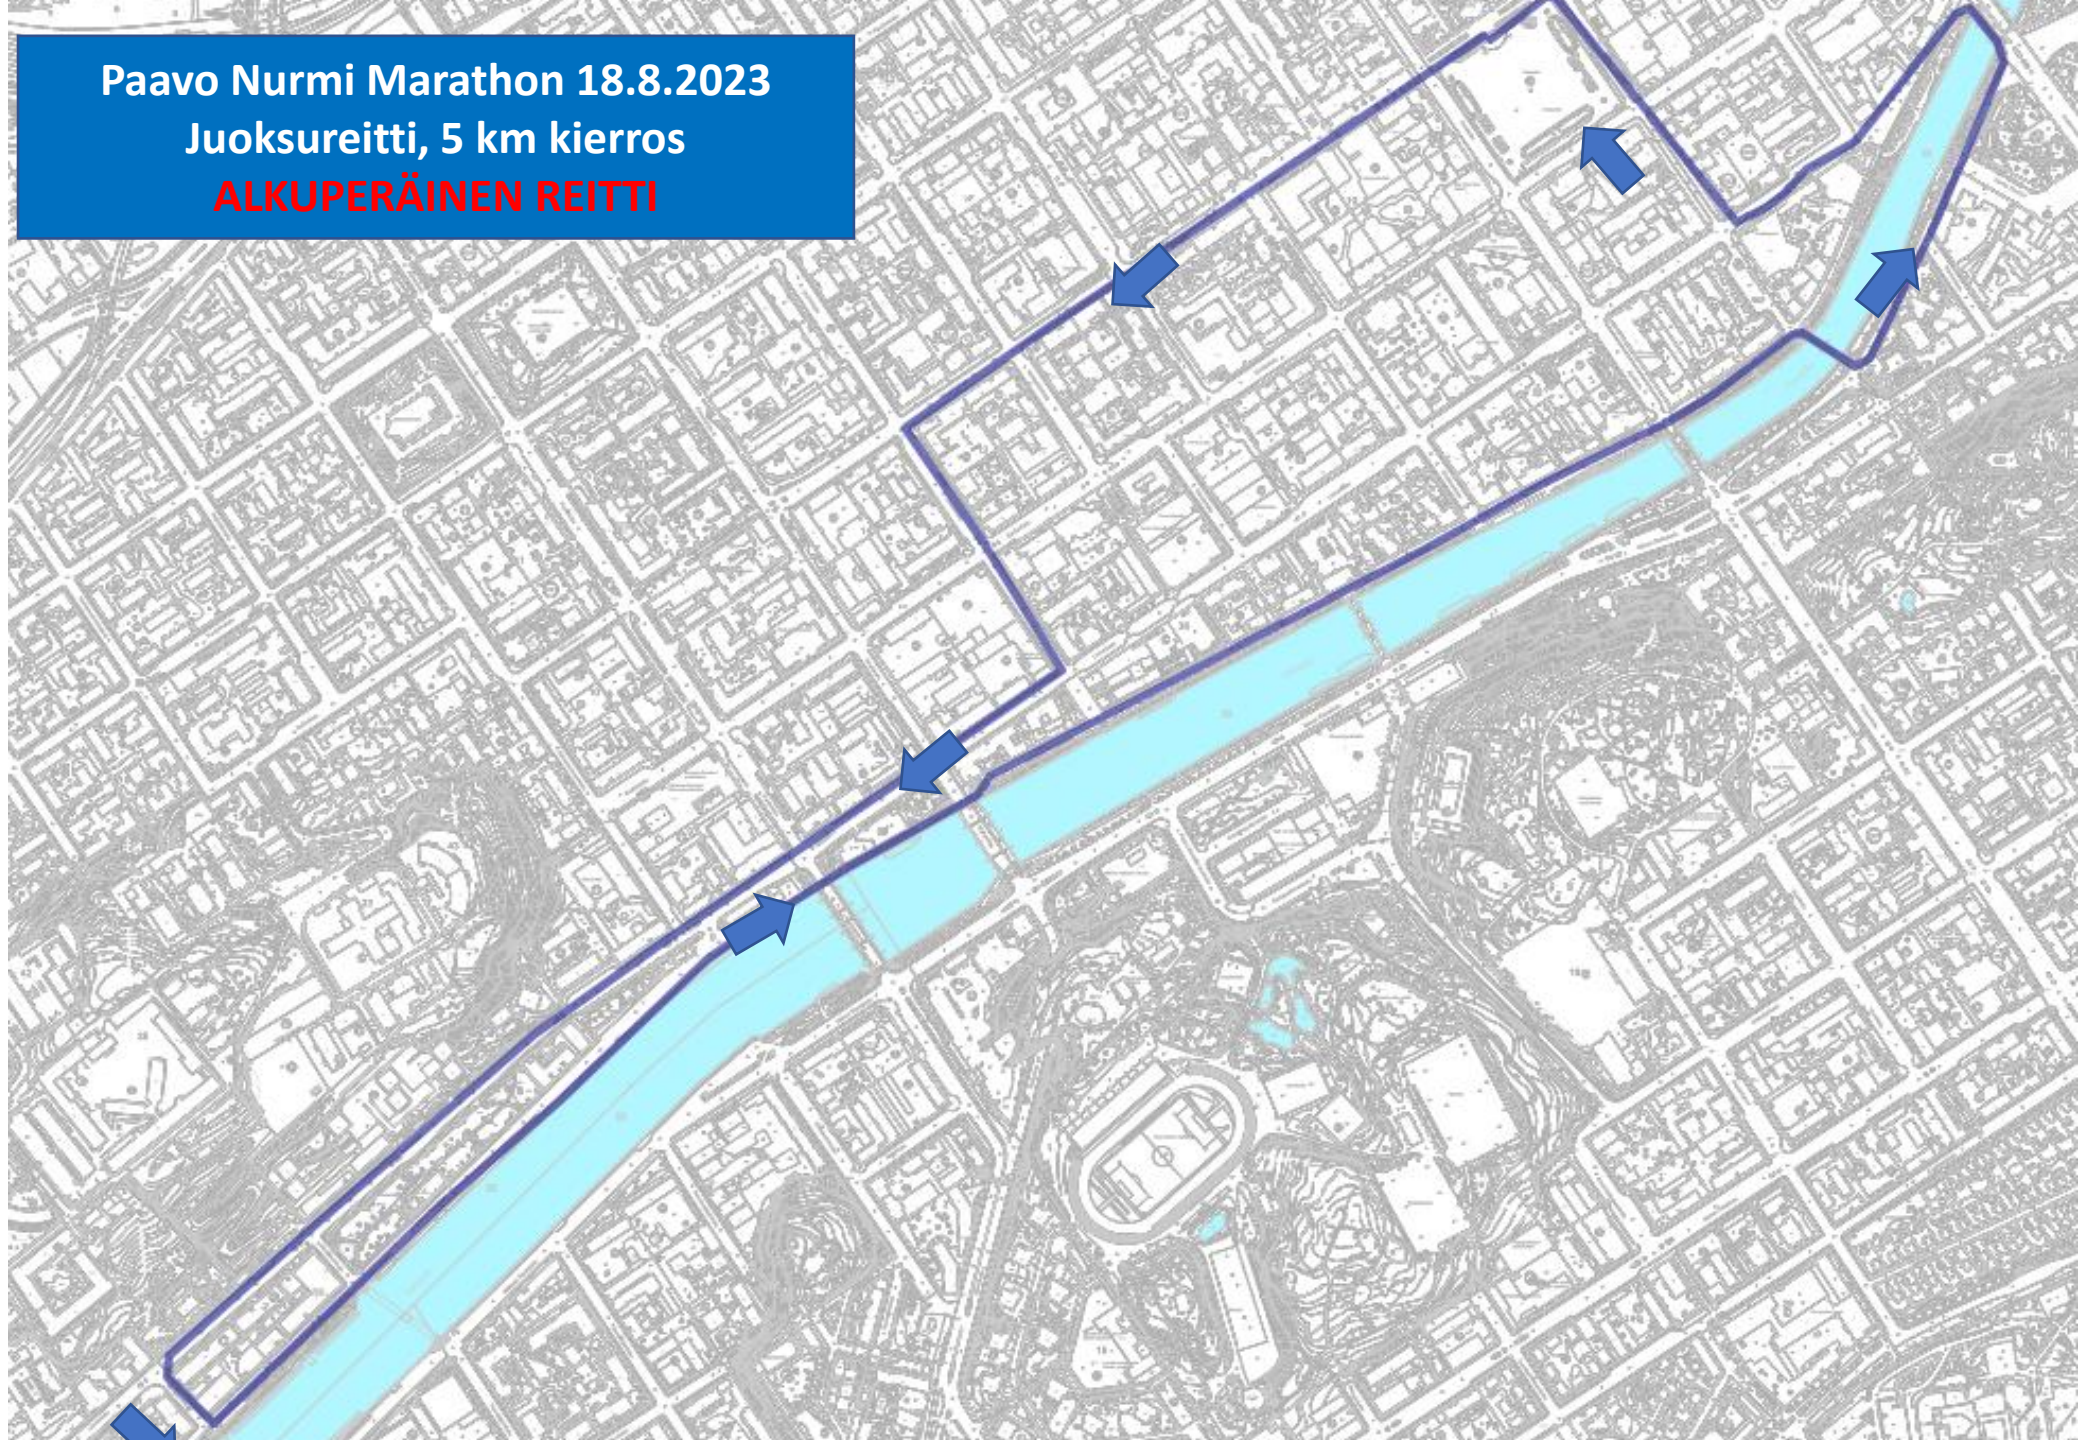 Paavo Nurmi Marathon 18.8.2023
Juoksureitti, 5 km kierros
ALKUPERÄINEN REITTI